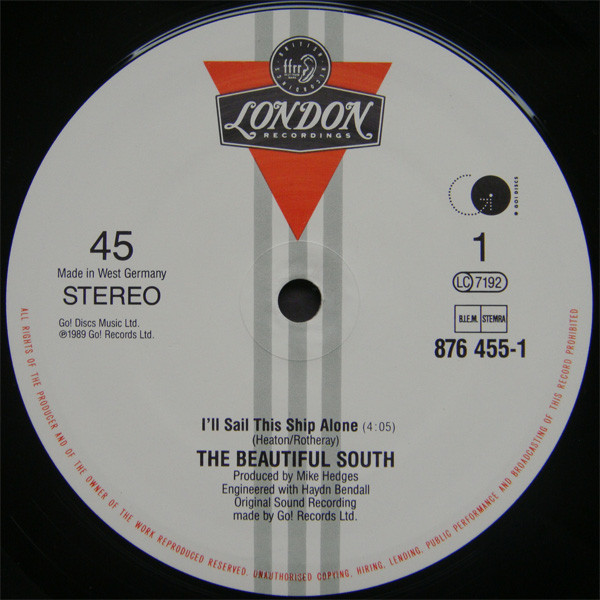 BRITISH
ffrr
RECORDINGS
LONDON
RECORDINGS
® GO! DISCS
45
Made in West Germany
STEREO
Go! Discs Music Ltd.
℗1989 Go! Records Ltd.
1
LC 7192
B.I.E.M. STEMRA
876 455-1
I'll Sail This Ship Alone (4:05)
(Heaton/Rotheray)
THE BEAUTIFUL SOUTH
Produced by Mike Hedges
Engineered with Haydn Bendall
Original Sound Recording
made by Go! Records Ltd.
ALL RIGHTS OF THE PRODUCER AND OF THE OWNER OF THE WORK REPRODUCED RESERVED. UNAUTHORISED COPYING, HIRING, LENDING, PUBLIC PERFORMANCE AND BROADCASTING OF THIS RECORD PROHIBITED